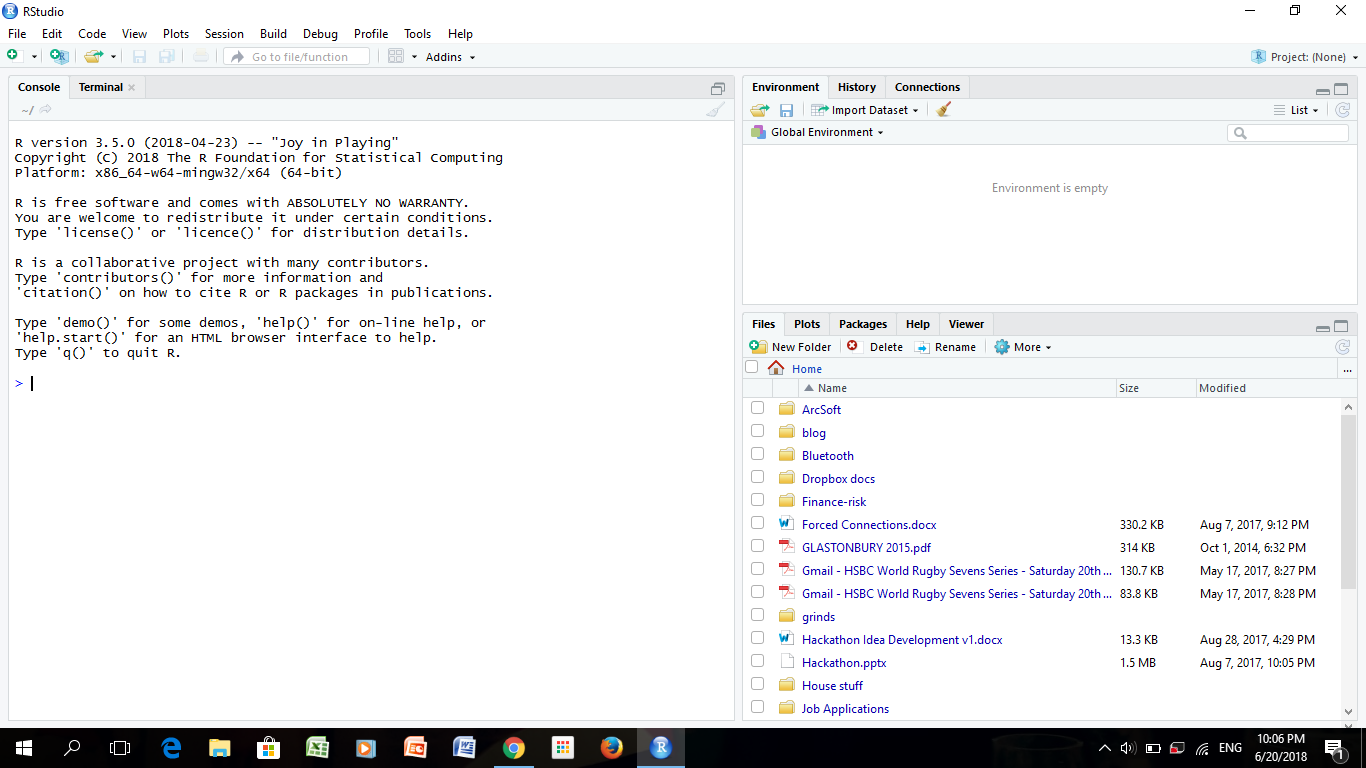 RStudio
File Edit Code View Plots Session Build Debug Profile Tools Help
Go to file/function Addins Project: (None)
Console Terminal
~/
R version 3.5.0 (2018-04-23) -- "Joy in Playing"
Copyright (C) 2018 The R Foundation for Statistical Computing
Platform: x86_64-w64-mingw32/x64 (64-bit)
R is free software and comes with ABSOLUTELY NO WARRANTY.
You are welcome to redistribute it under certain conditions.
Type 'license()' or 'licence()' for distribution details.
R is a collaborative project with many contributors.
Type 'contributors()' for more information and
'citation()' on how to cite R or R packages in publications.
Type 'demo()' for some demos, 'help()' for on-line help, or
'help.start()' for an HTML browser interface to help.
Type 'q()' to quit R.
>
Environment History Connections
Import Dataset List
Global Environment
Environment is empty
Files Plots Packages Help Viewer
New Folder Delete Rename More
Home ...
Name Size Modified
ArcSoft
blog
Bluetooth
Dropbox docs
Finance-risk
Forced Connections.docx 330.2 KB Aug 7, 2017, 9:12 PM
GLASTONBURY 2015.pdf 314 KB Oct 1, 2014, 6:32 PM
Gmail - HSBC World Rugby Sevens Series - Saturday 20th ... 130.7 KB May 17, 2017, 8:27 PM
Gmail - HSBC World Rugby Sevens Series - Saturday 20th ... 83.8 KB May 17, 2017, 8:28 PM
grinds
Hackathon Idea Development v1.docx 13.3 KB Aug 28, 2017, 4:29 PM
Hackathon.pptx 1.5 MB Aug 7, 2017, 10:05 PM
House stuff
Job Applications
ENG 10:06 PM
6/20/2018 1